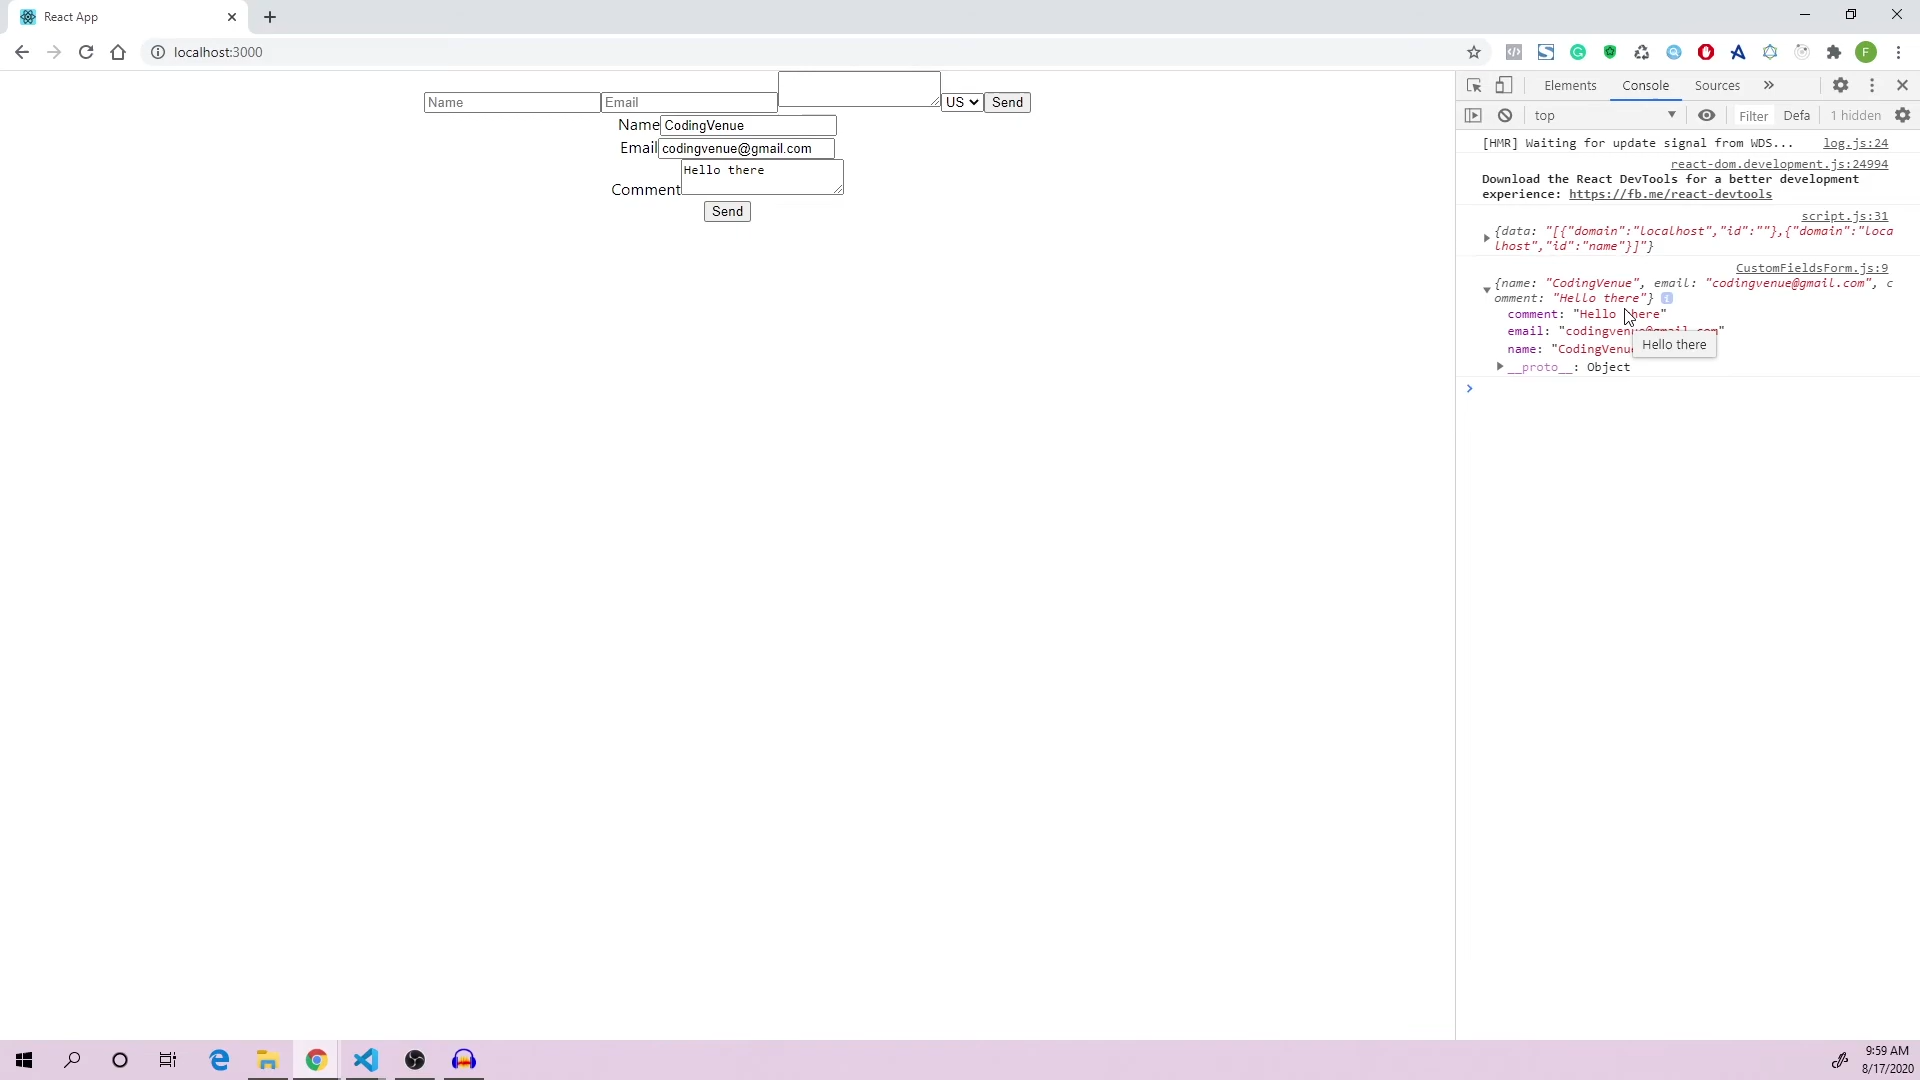 React App
localhost:3000
F
Elements Console Sources
top Filter Defa 1 hidden
Name Email US Send
Name CodingVenue
Email codingvenue@gmail.com
Hello there
Comment
Send
[HMR] Waiting for update signal from WDS... log.js:24
react-dom.development.js:24994
Download the React DevTools for a better development
experience: https://fb.me/react-devtools
script.js:31
{data: "[{"domain":"localhost","id":""},{"domain":"loca
lhost","id":"name"}]"}
CustomFieldsForm.js:9
{name: "CodingVenue", email: "codingvenue@gmail.com", c
omment: "Hello there"} i
comment: "Hello there"
email: "codingvenue@gmail.com"
name: "CodingVenue
Hello there
__proto__: Object
9:59 AM
8/17/2020